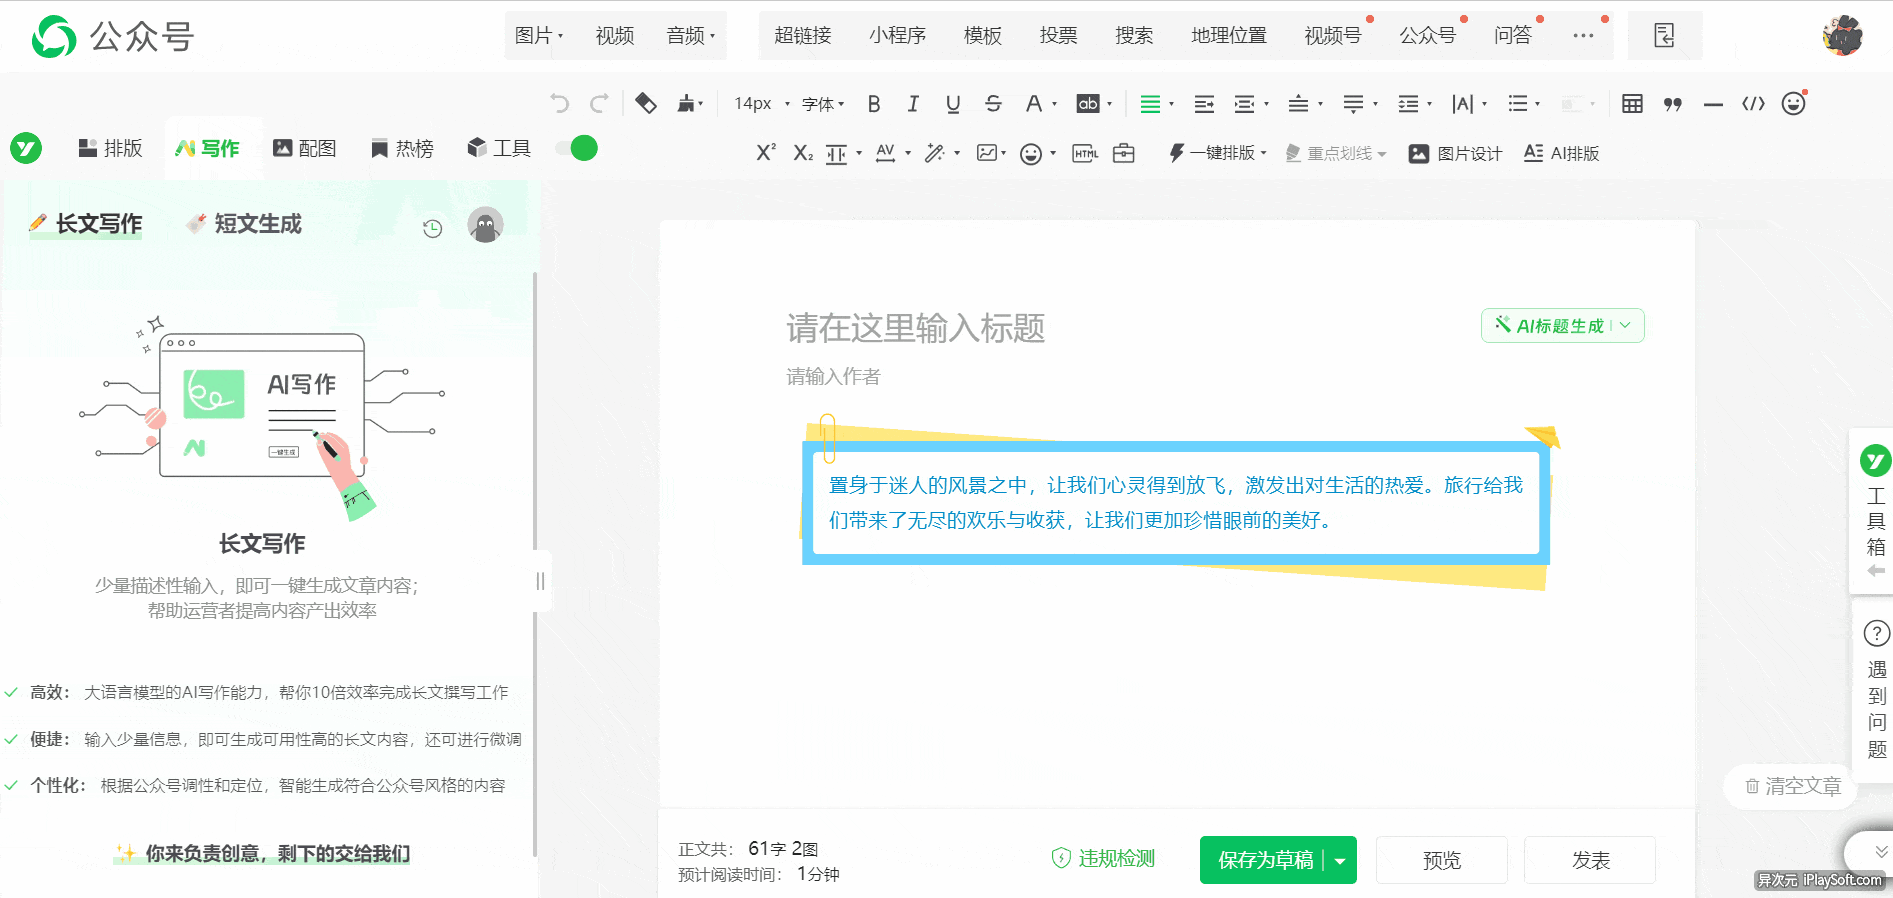 公众号
图片 视频 音频 超链接 小程序 模板 投票 搜索 地理位置 视频号 公众号 问答 ···
14px 字体 B I U S A ab |A|
排版 写作 配图 热榜 工具
X² X₂ AV HTML 一键排版 重点划线 图片设计 AI排版
长文写作 短文生成
AI写作
一键生成
长文写作
少量描述性输入，即可一键生成文章内容；
帮助运营者提高内容产出效率
高效： 大语言模型的AI写作能力，帮你10倍效率完成长文撰写工作
便捷： 输入少量信息，即可生成可用性高的长文内容，还可进行微调
个性化： 根据公众号调性和定位，智能生成符合公众号风格的内容
你来负责创意，剩下的交给我们
请在这里输入标题
AI标题生成
请输入作者
置身于迷人的风景之中，让我们心灵得到放飞，激发出对生活的热爱。旅行给我
们带来了无尽的欢乐与收获，让我们更加珍惜眼前的美好。
工具箱
遇到问题
清空文章
正文共： 61字 2图
预计阅读时间： 1分钟
违规检测
保存为草稿
预览
发表
异次元 iPlaySoft.com